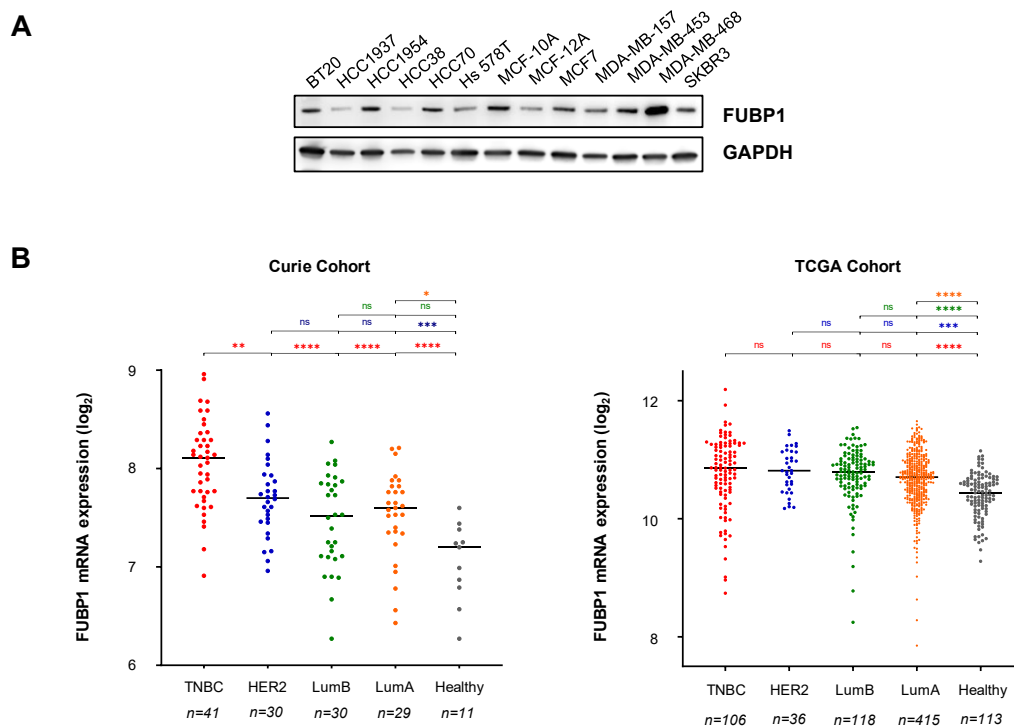 A
BT20 HCC1937 HCC1954 HCC38 HCC70 Hs 578T MCF-10A MCF-12A MCF7 MDA-MB-157 MDA-MB-453 MDA-MB-468 SKBR3
FUBP1
GAPDH
B
Curie Cohort
*
ns ns
ns ns ***
** **** **** ****
FUBP1 mRNA expression (log2)
9
8
7
6
TNBC HER2 LumB LumA Healthy
n=41 n=30 n=30 n=29 n=11
TCGA Cohort
****
ns ****
ns ns ***
ns ns ns ****
FUBP1 mRNA expression (log2)
12
10
8
TNBC HER2 LumB LumA Healthy
n=106 n=36 n=118 n=415 n=113